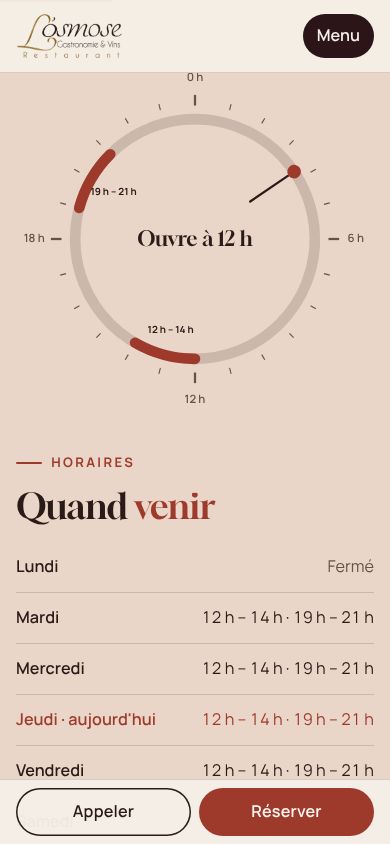 L'osmose
Gastronomie & Vins
Restaurant
Menu
0 h
19 h – 21 h
18 h
Ouvre à 12 h
6 h
12 h – 14 h
12 h
HORAIRES
Quand venir
Lundi Fermé
Mardi 12 h – 14 h · 19 h – 21 h
Mercredi 12 h – 14 h · 19 h – 21 h
Jeudi · aujourd'hui 12 h – 14 h · 19 h – 21 h
Vendredi 12 h – 14 h · 19 h – 21 h
Appeler
Réserver